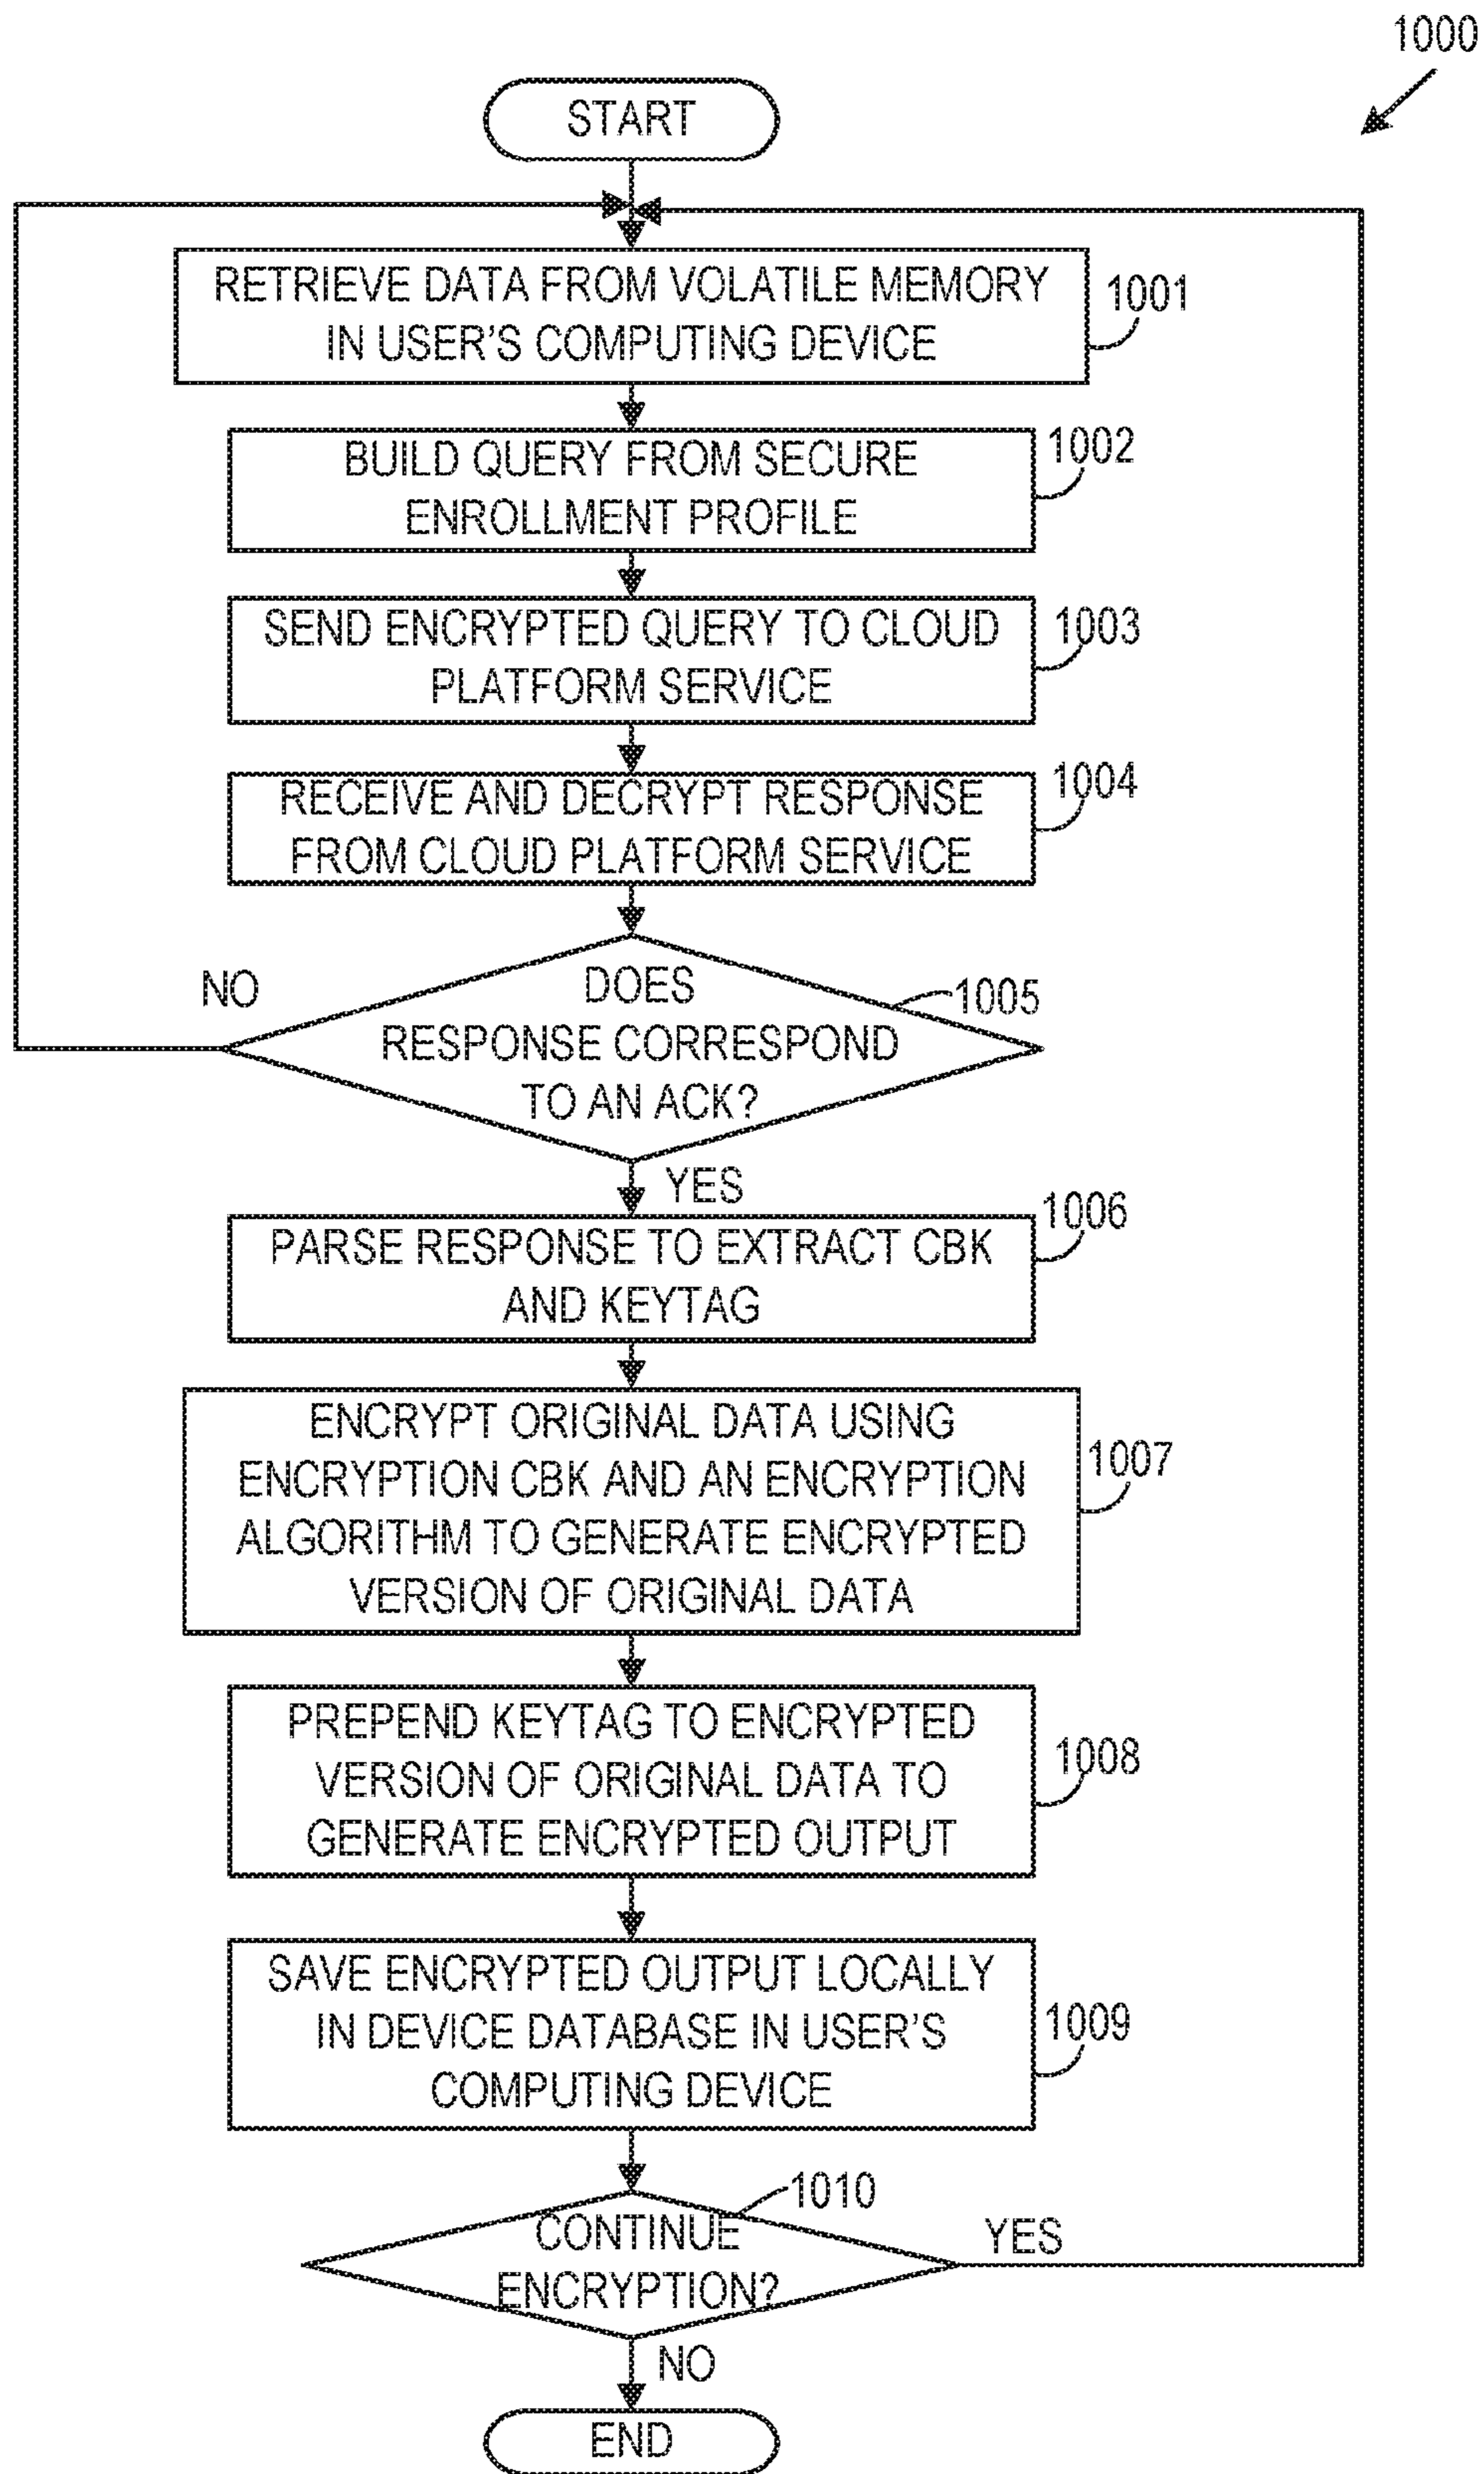 1000
START
RETRIEVE DATA FROM VOLATILE MEMORY
IN USER'S COMPUTING DEVICE
1001
BUILD QUERY FROM SECURE
ENROLLMENT PROFILE
1002
SEND ENCRYPTED QUERY TO CLOUD
PLATFORM SERVICE
1003
RECEIVE AND DECRYPT RESPONSE
FROM CLOUD PLATFORM SERVICE
1004
NO
DOES
RESPONSE CORRESPOND
TO AN ACK?
1005
YES
PARSE RESPONSE TO EXTRACT CBK
AND KEYTAG
1006
ENCRYPT ORIGINAL DATA USING
ENCRYPTION CBK AND AN ENCRYPTION
ALGORITHM TO GENERATE ENCRYPTED
VERSION OF ORIGINAL DATA
1007
PREPEND KEYTAG TO ENCRYPTED
VERSION OF ORIGINAL DATA TO
GENERATE ENCRYPTED OUTPUT
1008
SAVE ENCRYPTED OUTPUT LOCALLY
IN DEVICE DATABASE IN USER'S
COMPUTING DEVICE
1009
1010
CONTINUE
ENCRYPTION?
YES
NO
END